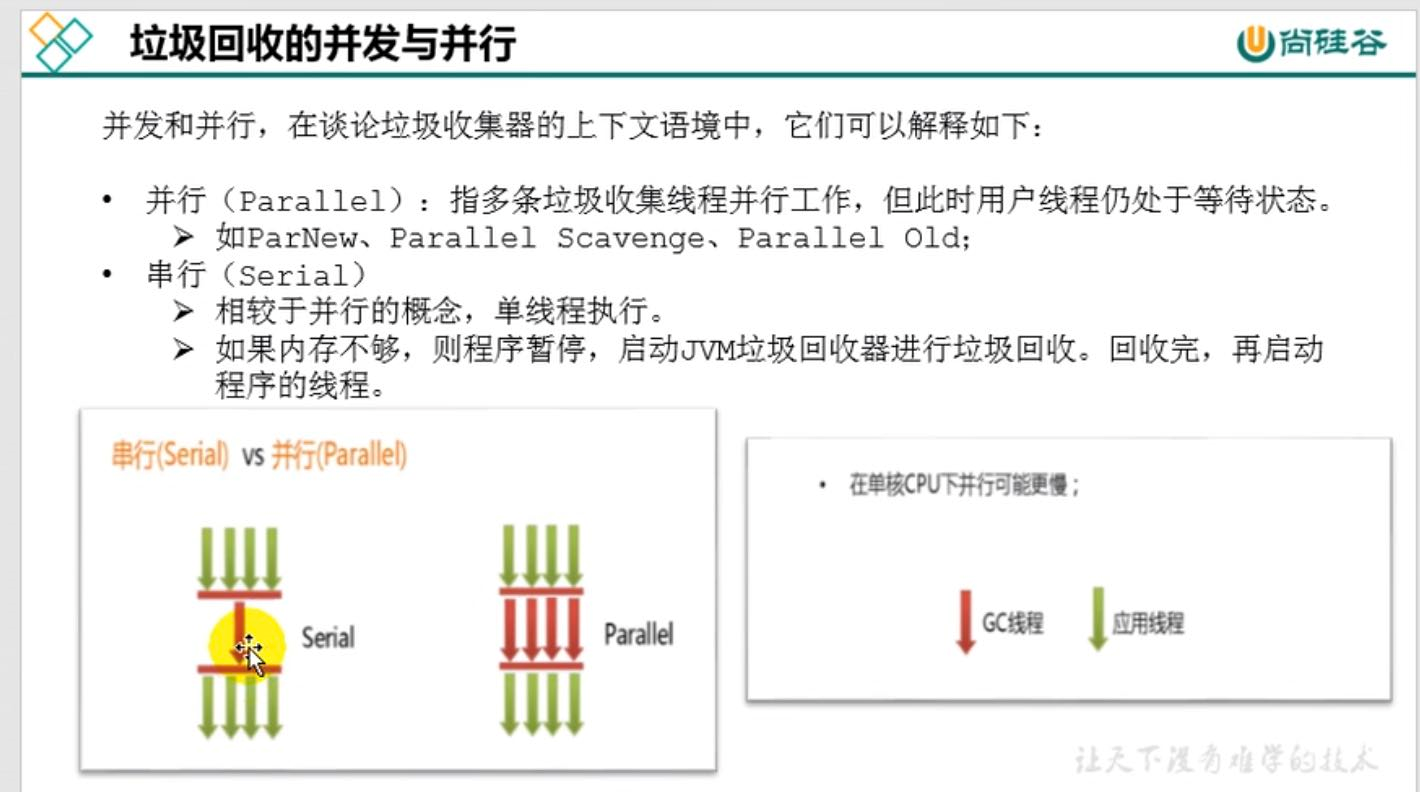 垃圾回收的并发与并行
尚硅谷
并发和并行，在谈论垃圾收集器的上下文语境中，它们可以解释如下：
• 并行（Parallel）：指多条垃圾收集线程并行工作，但此时用户线程仍处于等待状态。
➢ 如ParNew、Parallel Scavenge、Parallel Old；
• 串行（Serial）
➢ 相较于并行的概念，单线程执行。
➢ 如果内存不够，则程序暂停，启动JVM垃圾回收器进行垃圾回收。回收完，再启动
程序的线程。
串行(Serial) vs 并行(Parallel)
Serial
Parallel
• 在单核CPU下并行可能更慢；
GC线程
应用线程
让天下没有难学的技术